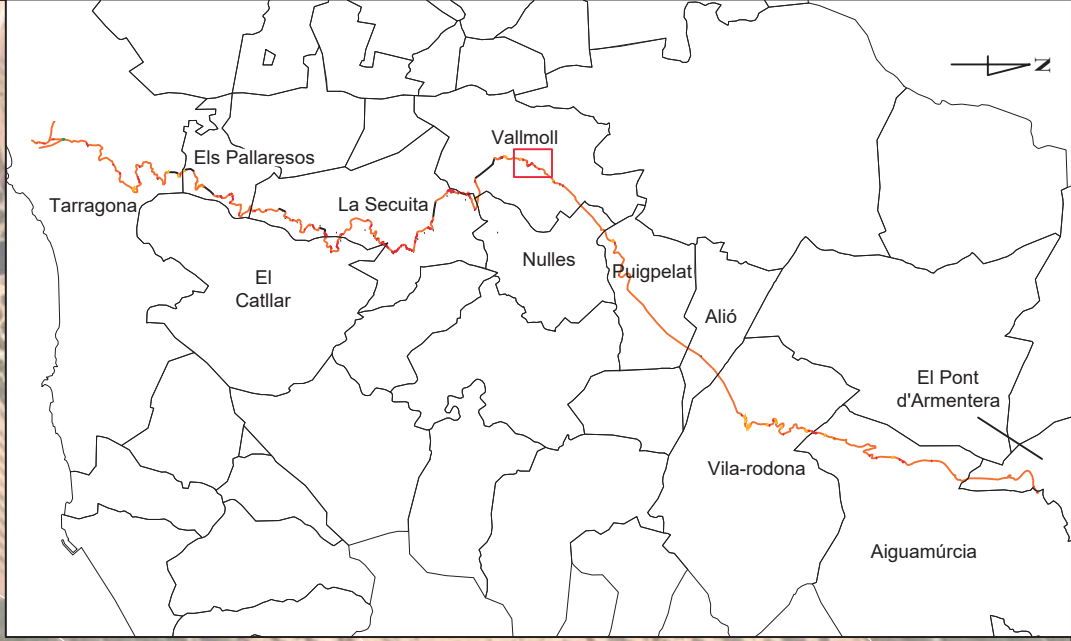 N
Vallmoll
Els Pallaresos
Tarragona
La Secuita
Nulles
El
Catllar
Puigpelat
Alió
El Pont
d'Armentera
Vila-rodona
Aiguamúrcia